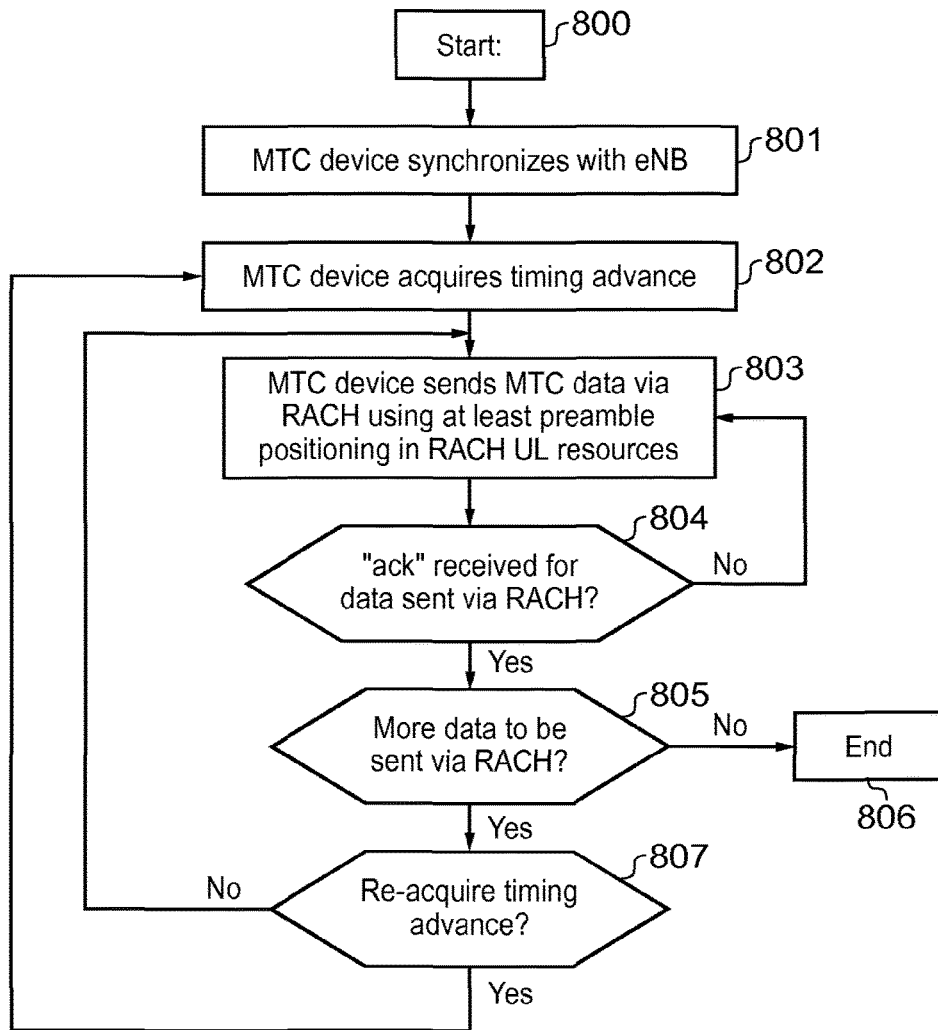 800
Start:
801
MTC device synchronizes with eNB
802
MTC device acquires timing advance
803
MTC device sends MTC data via
RACH using at least preamble
positioning in RACH UL resources
804
"ack" received for
data sent via RACH?
No
Yes
805
More data to be
sent via RACH?
No
End
806
Yes
807
Re-acquire timing
advance?
No
Yes